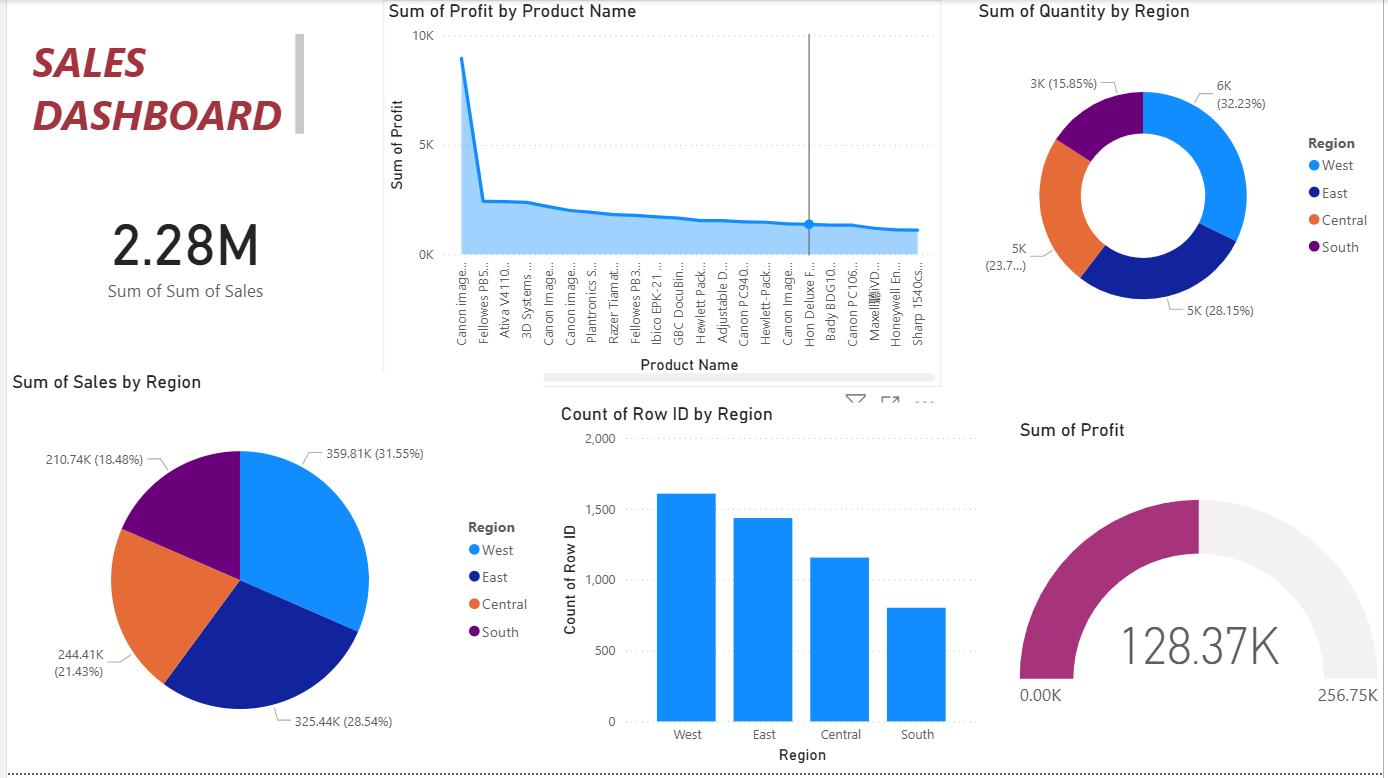 SALES
DASHBOARD
2.28M
Sum of Sum of Sales
Sum of Profit by Product Name
10K
5K
0K
Sum of Profit
Canon image...
Fellowes PB5...
Ativa V4110...
3D Systems ...
Canon Image...
Canon image...
Plantronics S...
Razer Tiamat...
Fellowes PB3...
Ibico EPK-21 ...
GBC DocuBin...
Hewlett Pack...
Adjustable D...
Canon PC940...
Hewlett-Pack...
Canon Image...
Hon Deluxe F...
Bady BDG10...
Canon PC106...
Honeywell En...
Sharp 1540cs...
Product Name
Sum of Quantity by Region
3K (15.85%)
6K
(32.23%)
5K
(23.7...)
5K (28.15%)
Region
West
East
Central
South
Sum of Sales by Region
210.74K (18.48%)
359.81K (31.55%)
244.41K
(21.43%)
325.44K (28.54%)
Region
West
East
Central
South
Count of Row ID by Region
2,000
1,500
1,000
500
0
Count of Row ID
West
East
Central
South
Region
Sum of Profit
128.37K
0.00K
256.75K